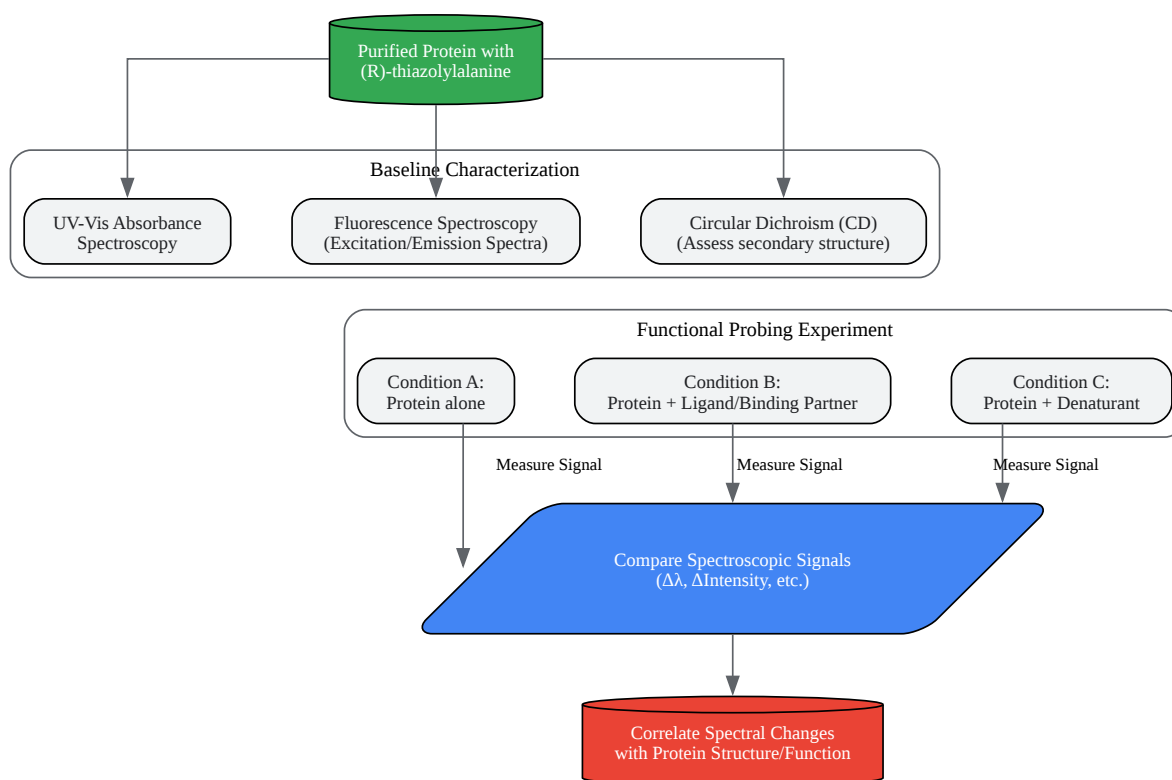 Purified Protein with
(R)-thiazolylalanine
Baseline Characterization
UV-Vis Absorbance
Spectroscopy
Fluorescence Spectroscopy
(Excitation/Emission Spectra)
Circular Dichroism (CD)
(Assess secondary structure)
Functional Probing Experiment
Condition A:
Protein alone
Condition B:
Protein + Ligand/Binding Partner
Condition C:
Protein + Denaturant
Measure Signal
Measure Signal
Measure Signal
Compare Spectroscopic Signals
(Δλ, ΔIntensity, etc.)
Correlate Spectral Changes
with Protein Structure/Function